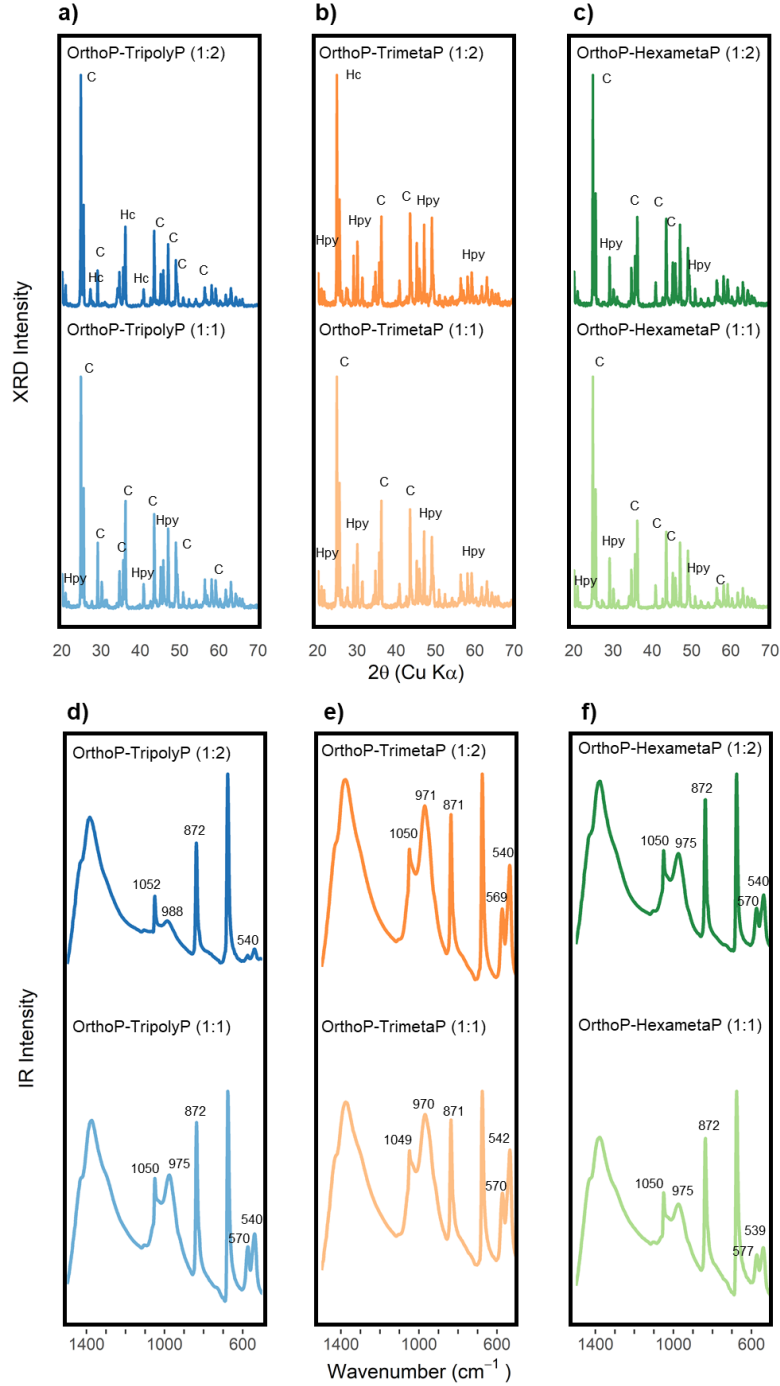 a)
b)
c)
OrthoP-TripolyP (1:2)
OrthoP-TrimetaP (1:2)
OrthoP-HexametaP (1:2)
C
Hc
C
Hc
C
Hc
C
C
C
Hc
C
Hpy
Hpy
C
C
Hpy
Hpy
Hpy
C
C
C
Hpy
XRD Intensity
OrthoP-TripolyP (1:1)
OrthoP-TrimetaP (1:1)
OrthoP-HexametaP (1:1)
C
C
C
C
C
Hpy
C
C
C
Hpy
Hpy
C
C
C
Hpy
Hpy
Hpy
Hpy
C
C
C
Hpy
Hpy
Hpy
C
20 30 40 50 60 70
20 30 40 50 60 70
20 30 40 50 60 70
2θ (Cu Kα)
d)
e)
f)
OrthoP-TripolyP (1:2)
OrthoP-TrimetaP (1:2)
OrthoP-HexametaP (1:2)
872
1052
988
540
971
871
1050
540
569
872
1050
975
540
570
IR Intensity
OrthoP-TripolyP (1:1)
OrthoP-TrimetaP (1:1)
OrthoP-HexametaP (1:1)
872
1050
975
540
570
970
871
1049
542
570
872
1050
975
539
577
1400 1000 600
1400 1000 600
1400 1000 600
Wavenumber (cm⁻¹)